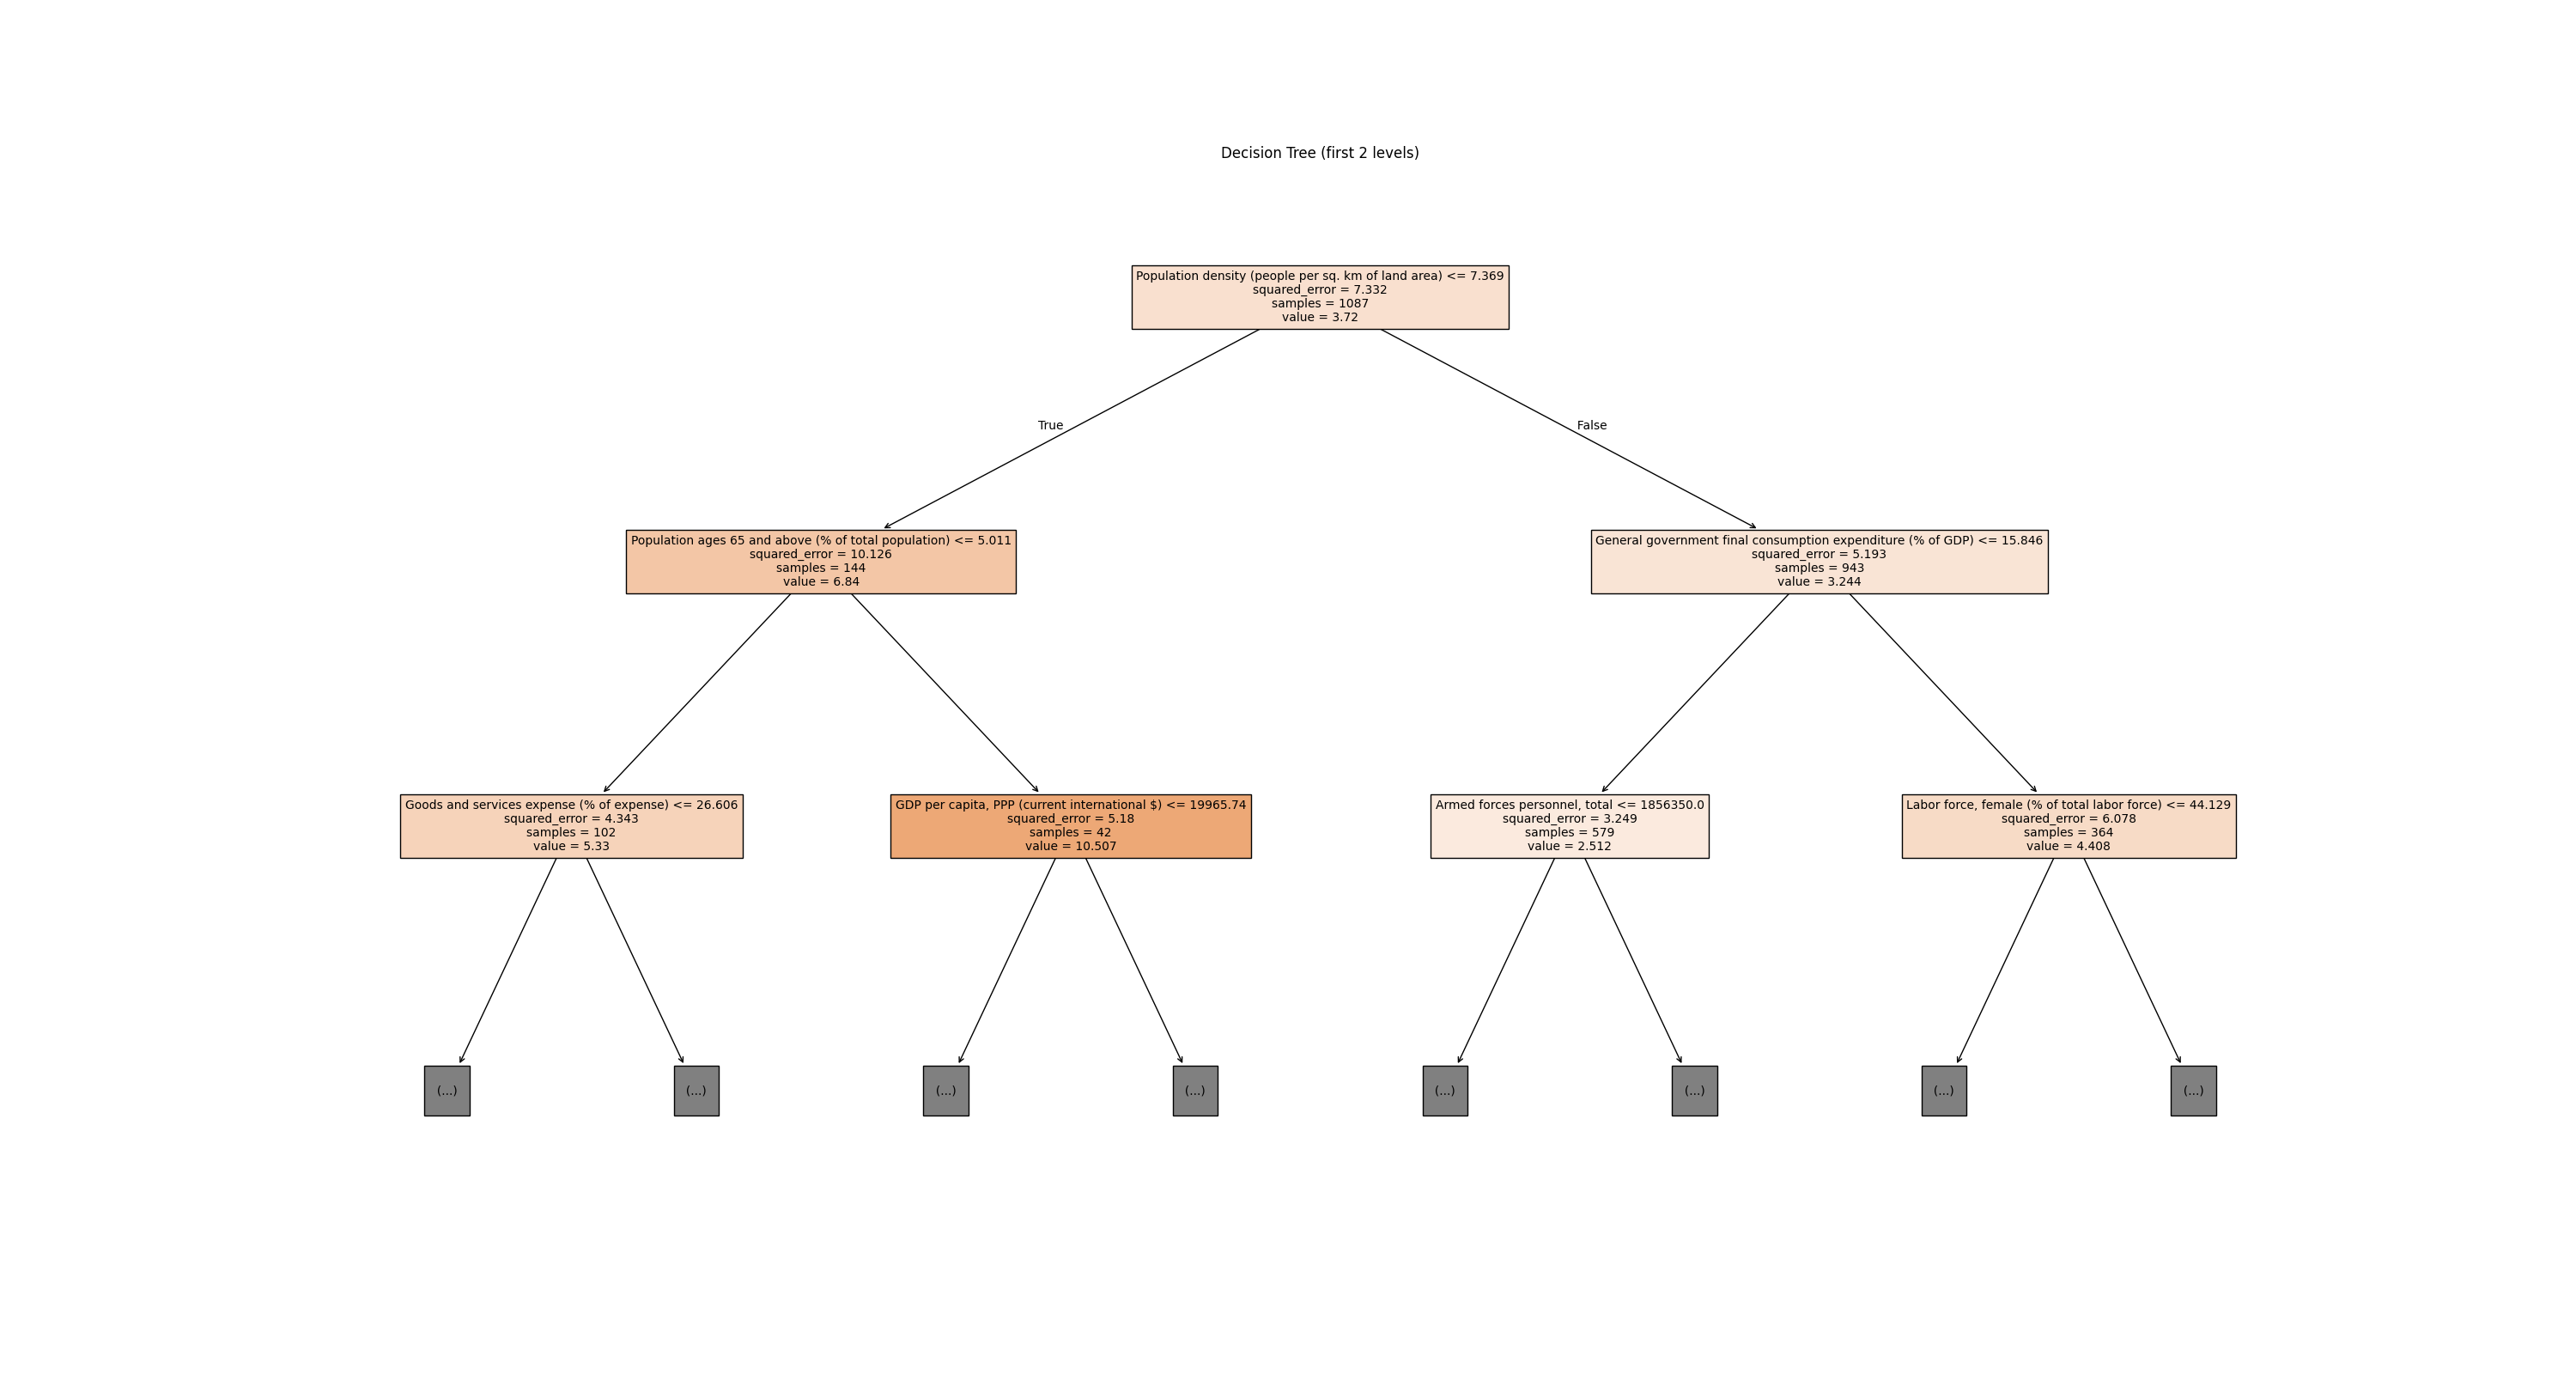 Decision Tree (first 2 levels)
Population density (people per sq. km of land area) <= 7.369
squared_error = 7.332
samples = 1087
value = 3.72
True
False
Population ages 65 and above (% of total population) <= 5.011
squared_error = 10.126
samples = 144
value = 6.84
General government final consumption expenditure (% of GDP) <= 15.846
squared_error = 5.193
samples = 943
value = 3.244
Goods and services expense (% of expense) <= 26.606
squared_error = 4.343
samples = 102
value = 5.33
GDP per capita, PPP (current international $) <= 19965.74
squared_error = 5.18
samples = 42
value = 10.507
Armed forces personnel, total <= 1856350.0
squared_error = 3.249
samples = 579
value = 2.512
Labor force, female (% of total labor force) <= 44.129
squared_error = 6.078
samples = 364
value = 4.408
(...)
(...)
(...)
(...)
(...)
(...)
(...)
(...)